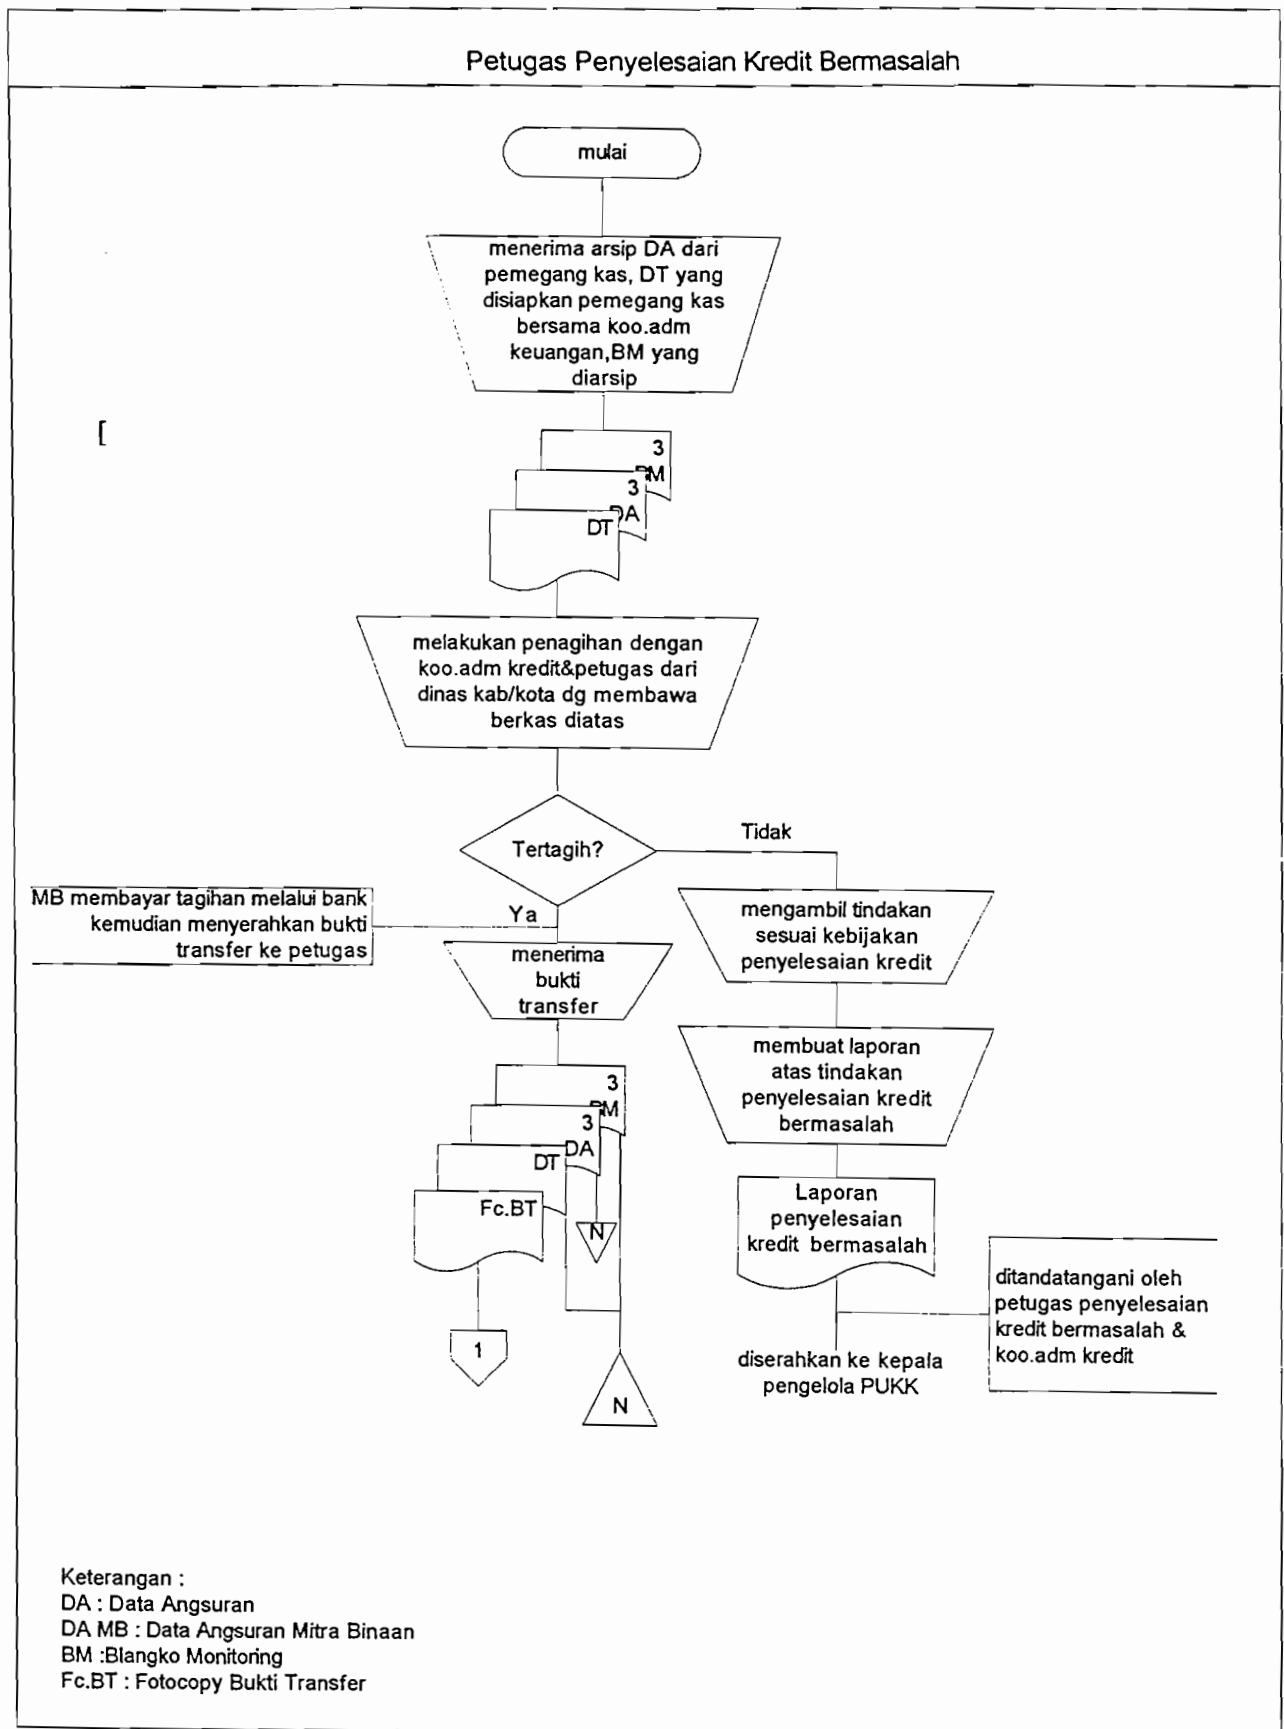 Petugas Penyelesaian Kredit Bermasalah
mulai
menerima arsip DA dari
pemegang kas, DT yang
disiapkan pemegang kas
bersama koo.adm
keuangan,BM yang
diarsip
[
3
BM
3
DA
DT
melakukan penagihan dengan
koo.adm kredit&petugas dari
dinas kab/kota dg membawa
berkas diatas
Tertagih?
Tidak
Ya
MB membayar tagihan melalui bank
kemudian menyerahkan bukti
transfer ke petugas
menerima
bukti
transfer
3
BM
3
DA
DT
Fc.BT
N
1
N
mengambil tindakan
sesuai kebijakan
penyelesaian kredit
membuat laporan
atas tindakan
penyelesaian kredit
bermasalah
Laporan
penyelesaian
kredit bermasalah
ditandatangani oleh
petugas penyelesaian
kredit bermasalah &
koo.adm kredit
diserahkan ke kepala
pengelola PUKK
Keterangan :
DA : Data Angsuran
DA MB : Data Angsuran Mitra Binaan
BM :Blangko Monitoring
Fc.BT : Fotocopy Bukti Transfer